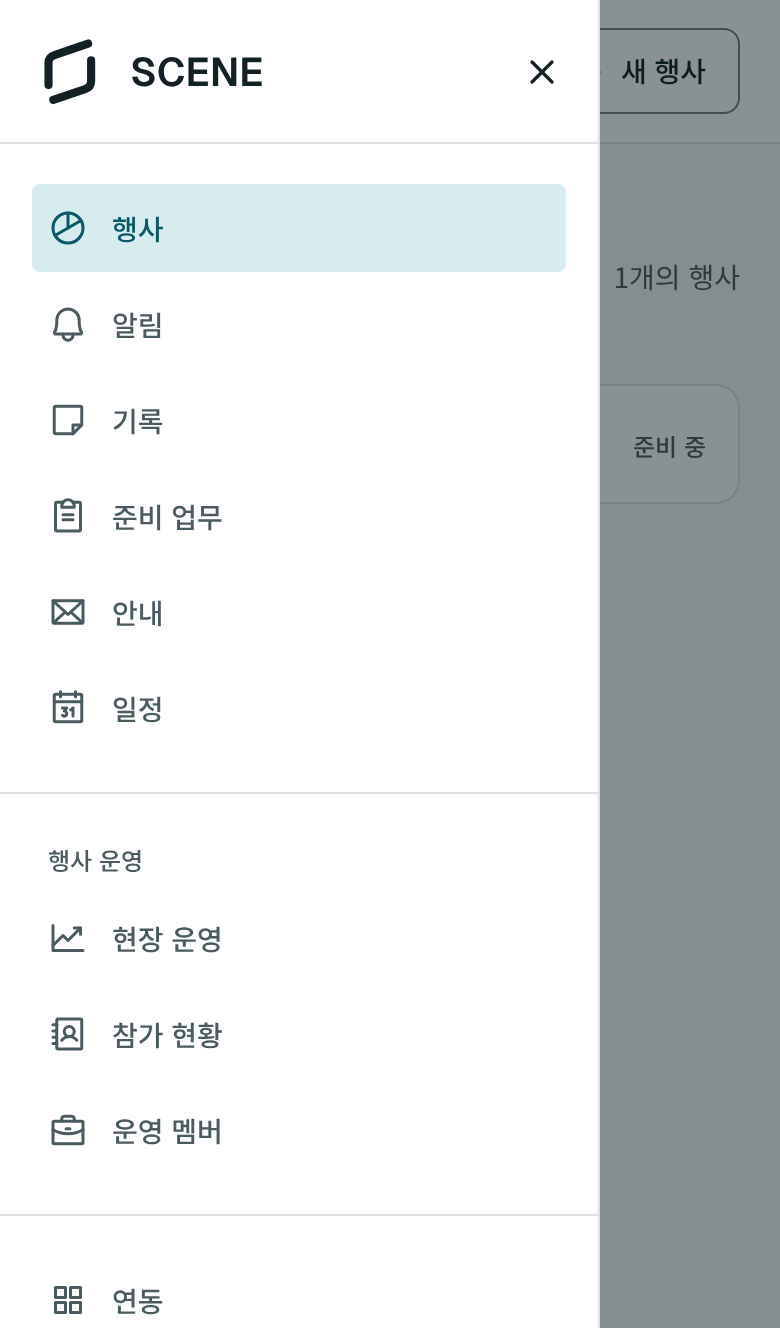 SCENE
새 행사
행사
1개의 행사
알림
기록
준비 중
준비 업무
안내
31
일정
행사 운영
현장 운영
참가 현황
운영 멤버
연동